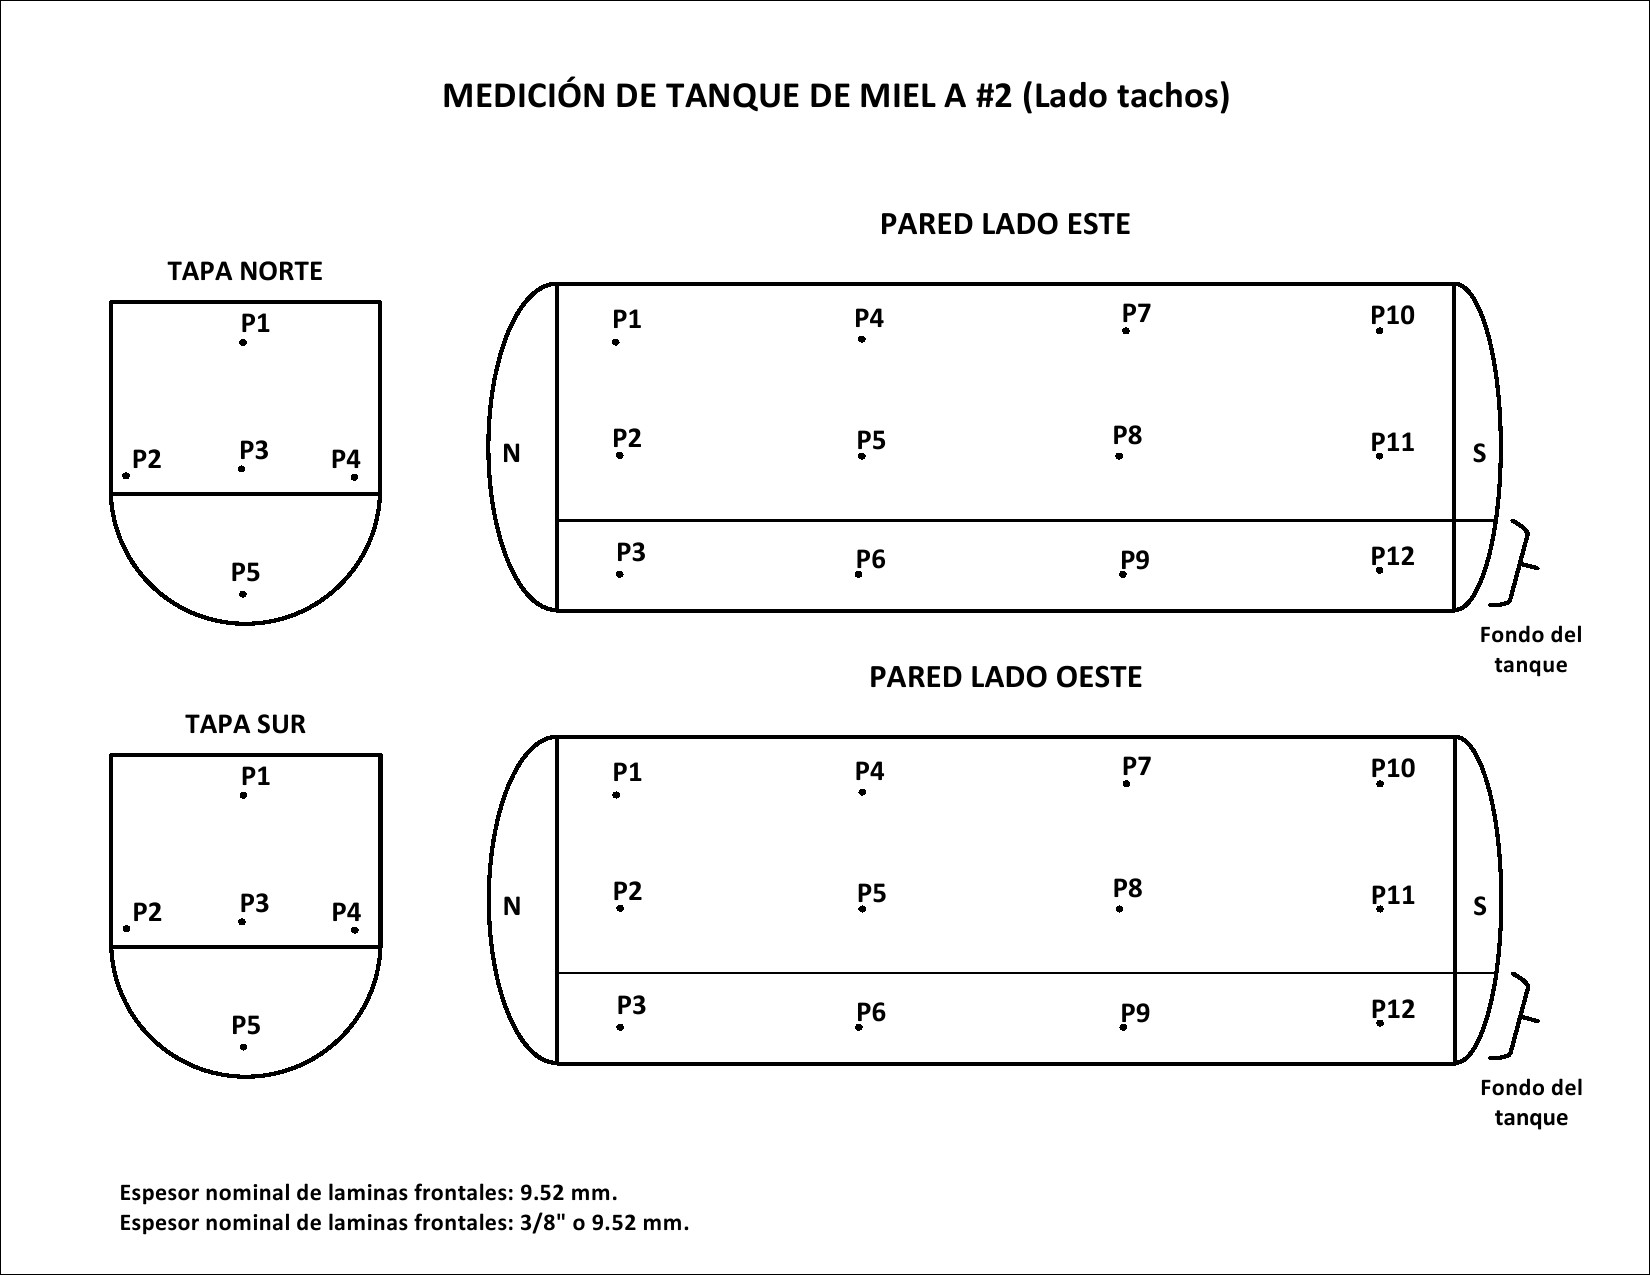 MEDICIÓN DE TANQUE DE MIEL A #2 (Lado tachos)
PARED LADO ESTE
TAPA NORTE
P1
P2
P3
P4
P5
N
P1
P4
P7
P10
P2
P5
P8
P11
S
P3
P6
P9
P12
Fondo del
tanque
PARED LADO OESTE
TAPA SUR
P1
P2
P3
P4
P5
N
P1
P4
P7
P10
P2
P5
P8
P11
S
P3
P6
P9
P12
Fondo del
tanque
Espesor nominal de laminas frontales: 9.52 mm.
Espesor nominal de laminas frontales: 3/8" o 9.52 mm.